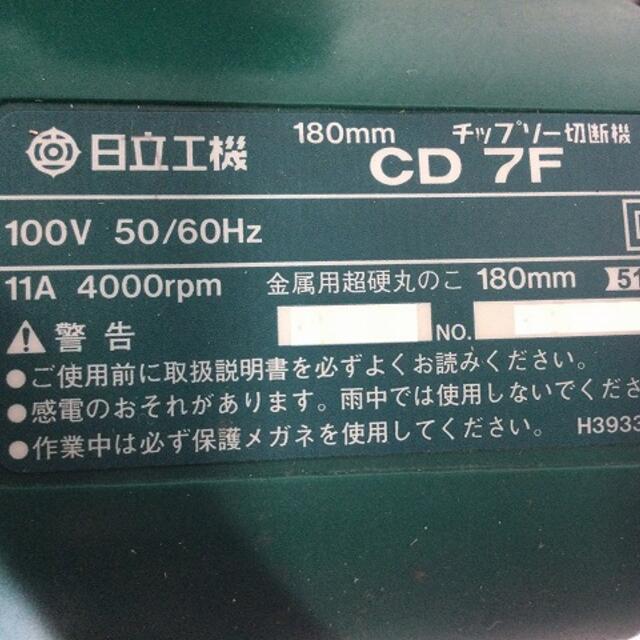 日立工機 180mm チップソー切断機
CD 7F
100V 50/60Hz
11A 4000rpm 金属用超硬丸のこ 180mm 51
警告 NO.
●ご使用前に取扱説明書を必ずよくお読みください。
●感電のおそれがあります。雨中では使用しないでくださ
●作業中は必ず保護メガネを使用してください。 H3933